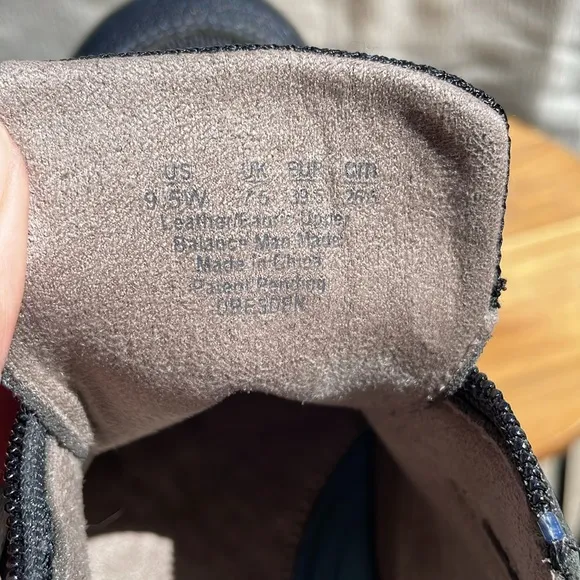 US UK EUR cm
9.5W 7.5 39.5 26.5
Leather/Fabric Upper
Balance Man Made
Made in China
Patent Pending
DRESDEN